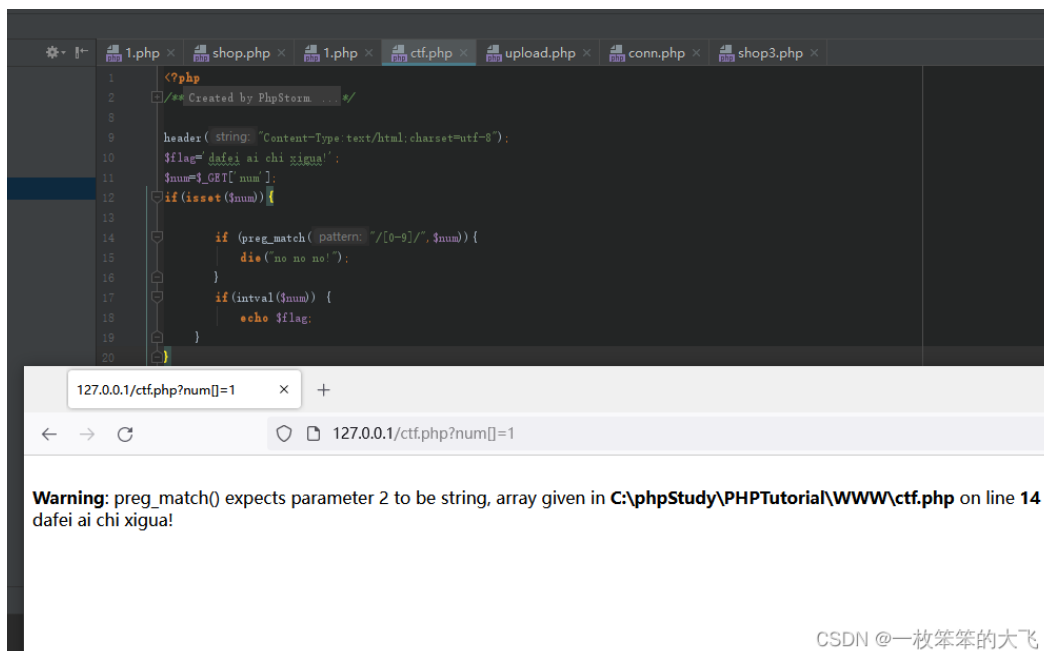 1.php × shop.php × 1.php × ctf.php × upload.php × conn.php × shop3.php ×
1 <?php
2 /** Created by PhpStorm. ...*/
8
9 header( string: "Content-Type:text/html;charset=utf-8");
10 $flag='dafei ai chi xigua!';
11 $num=$_GET['num'];
12 if(isset($num)){
13
14 if (preg_match( pattern: "/[0-9]/",$num)){
15 die("no no no!");
16 }
17 if(intval($num)) {
18 echo $flag;
19 }
20 }
127.0.0.1/ctf.php?num[]=1 × +
127.0.0.1/ctf.php?num[]=1
Warning: preg_match() expects parameter 2 to be string, array given in C:\phpStudy\PHPTutorial\WWW\ctf.php on line 14
dafei ai chi xigua!
CSDN @一枚笨笨的大飞